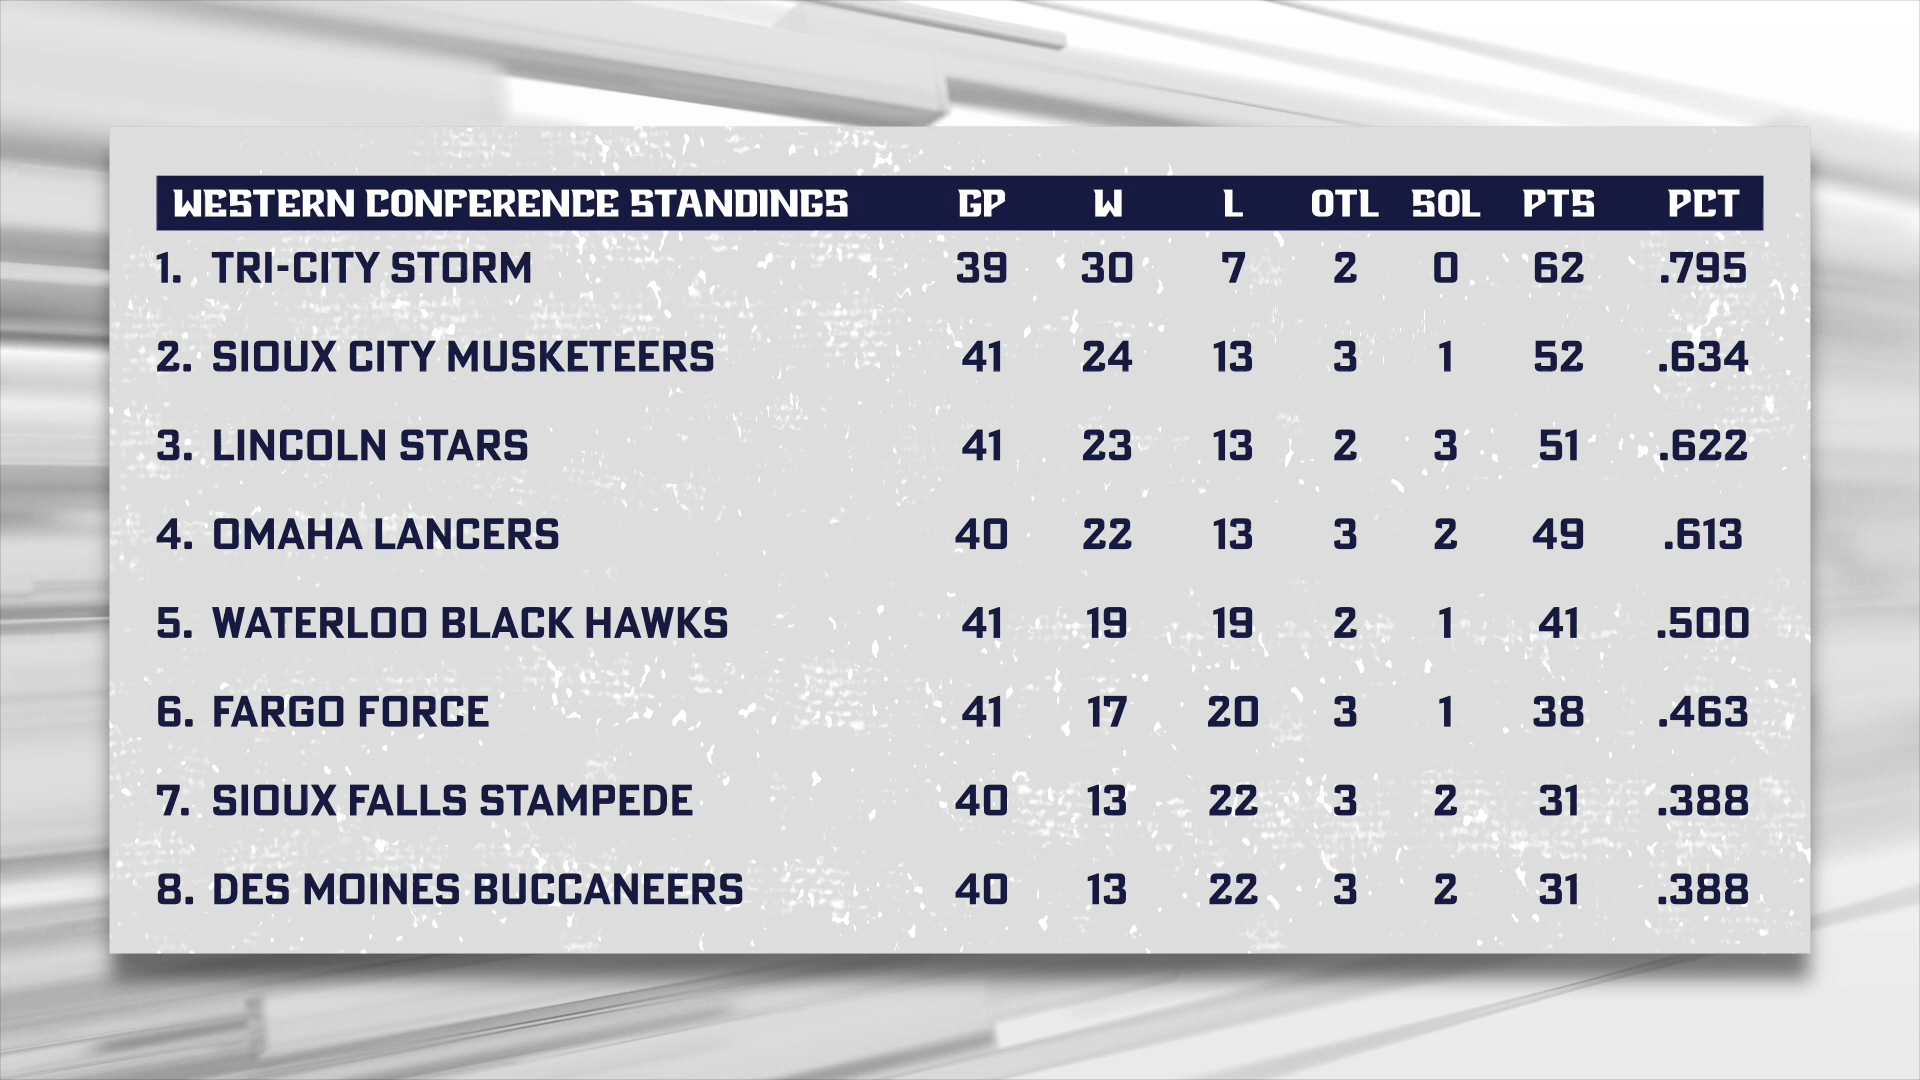 WESTERN CONFERENCE STANDINGS GP W L OTL SOL PTS PCT
1. TRI-CITY STORM 39 30 7 2 0 62 .795
2. SIOUX CITY MUSKETEERS 41 24 13 3 1 52 .634
3. LINCOLN STARS 41 23 13 2 3 51 .622
4. OMAHA LANCERS 40 22 13 3 2 49 .613
5. WATERLOO BLACK HAWKS 41 19 19 2 1 41 .500
6. FARGO FORCE 41 17 20 3 1 38 .463
7. SIOUX FALLS STAMPEDE 40 13 22 3 2 31 .388
8. DES MOINES BUCCANEERS 40 13 22 3 2 31 .388